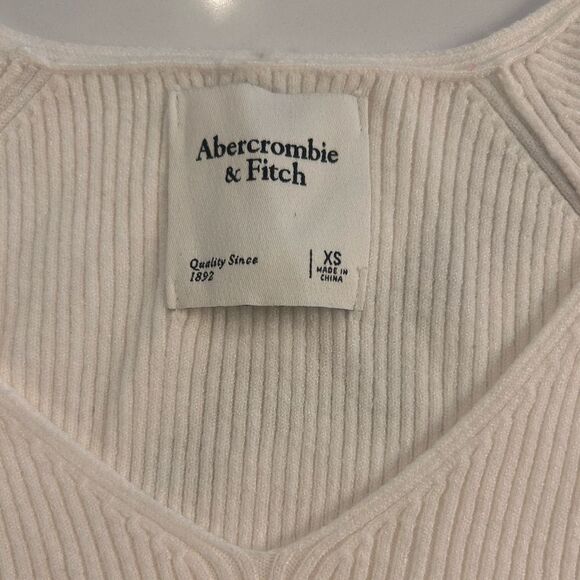 Abercrombie
& Fitch
Quality Since
1892
XS
MADE IN
CHINA